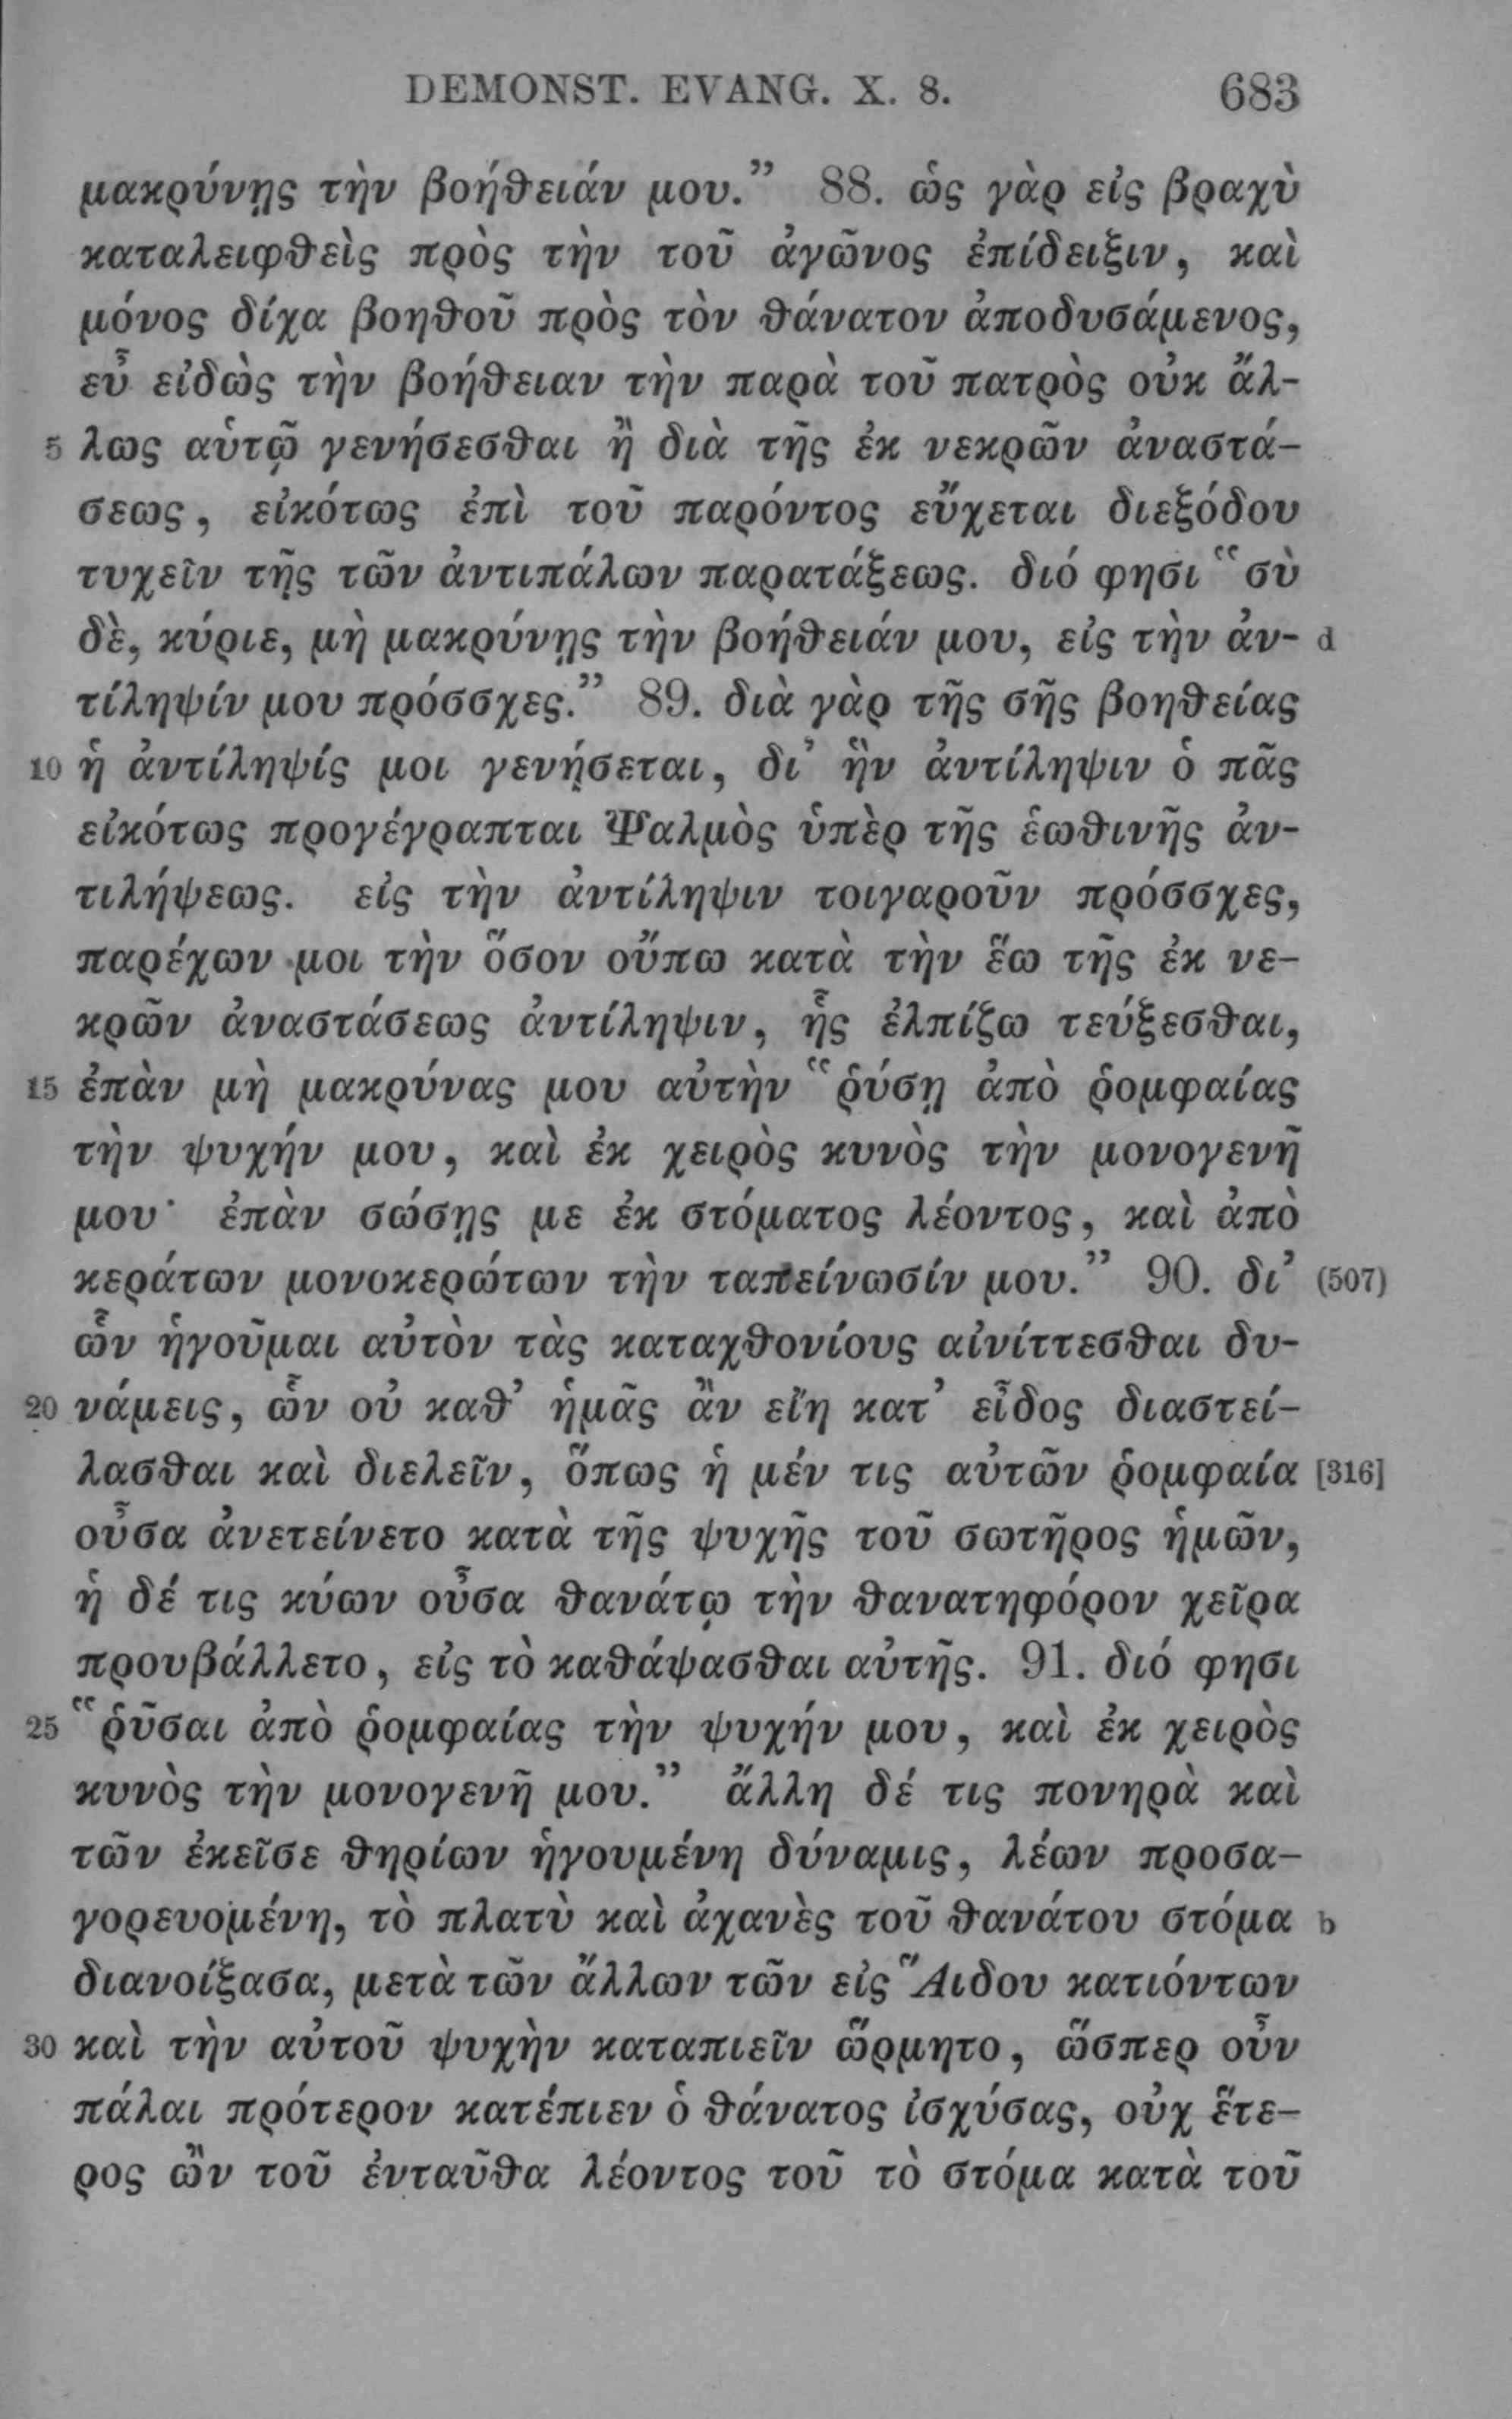 DEMONST. EVANG. X. 8. 683
μακρύνῃς τὴν βοήθειάν μου.” 88. ὡς γὰρ εἰς βραχὺ
καταλειφθεὶς πρὸς τὴν τοῦ ἀγῶνος ἐπίδειξιν, καὶ
μόνος δίχα βοηθοῦ πρὸς τὸν θάνατον ἀποδυσάμενος,
εὖ εἰδὼς τὴν βοήθειαν τὴν παρὰ τοῦ πατρὸς οὐκ ἄλ-
5 λως αὑτῷ γενήσεσθαι ἢ διὰ τῆς ἐκ νεκρῶν ἀναστά-
σεως, εἰκότως ἐπὶ τοῦ παρόντος εὔχεται διεξόδου
τυχεῖν τῆς τῶν ἀντιπάλων παρατάξεως. διό φησι “σὺ
δὲ, κύριε, μὴ μακρύνῃς τὴν βοήθειάν μου, εἰς τὴν ἀν- d
τίληψίν μου πρόσσχες.” 89. διὰ γὰρ τῆς σῆς βοηθείας
10 ἡ ἀντίληψίς μοι γενήσεται, δι’ ἣν ἀντίληψιν ὁ πᾶς
εἰκότως προγέγραπται Ψαλμὸς ὑπὲρ τῆς ἑωθινῆς ἀν-
τιλήψεως. εἰς τὴν ἀντίληψιν τοιγαροῦν πρόσσχες,
παρέχων μοι τὴν ὅσον οὔπω κατὰ τὴν ἕω τῆς ἐκ νε-
κρῶν ἀναστάσεως ἀντίληψιν, ἧς ἐλπίζω τεύξεσθαι,
15 ἐπὰν μὴ μακρύνας μου αὐτὴν “ῥύσῃ ἀπὸ ῥομφαίας
τὴν ψυχήν μου, καὶ ἐκ χειρὸς κυνὸς τὴν μονογενῆ
μου· ἐπὰν σώσῃς με ἐκ στόματος λέοντος, καὶ ἀπὸ
κεράτων μονοκερώτων τὴν ταπείνωσίν μου.” 90. δι’ (507)
ὧν ἡγοῦμαι αὐτὸν τὰς καταχθονίους αἰνίττεσθαι δυ-
20 νάμεις, ὧν οὐ καθ’ ἡμᾶς ἂν εἴη κατ’ εἶδος διαστεί-
λασθαι καὶ διελεῖν, ὅπως ἡ μέν τις αὐτῶν ῥομφαία [316]
οὖσα ἀνετείνετο κατὰ τῆς ψυχῆς τοῦ σωτῆρος ἡμῶν,
ἡ δέ τις κύων οὖσα θανάτῳ τὴν θανατηφόρον χεῖρα
προυβάλλετο, εἰς τὸ καθάψασθαι αὐτῆς. 91. διό φησι
25 “ῥῦσαι ἀπὸ ῥομφαίας τὴν ψυχήν μου, καὶ ἐκ χειρὸς
κυνὸς τὴν μονογενῆ μου.” ἄλλη δέ τις πονηρὰ καὶ
τῶν ἐκεῖσε θηρίων ἡγουμένη δύναμις, λέων προσα-
γορευομένη, τὸ πλατὺ καὶ ἀχανὲς τοῦ θανάτου στόμα b
διανοίξασα, μετὰ τῶν ἄλλων τῶν εἰς Ἅιδου κατιόντων
30 καὶ τὴν αὐτοῦ ψυχὴν καταπιεῖν ὥρμητο, ὥσπερ οὖν
πάλαι πρότερον κατέπιεν ὁ θάνατος ἰσχύσας, οὐχ ἕτε-
ρος ὢν τοῦ ἐνταῦθα λέοντος τοῦ τὸ στόμα κατὰ τοῦ